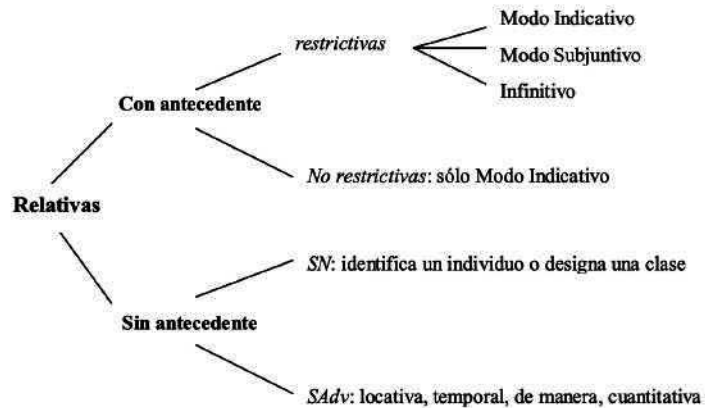 Modo Indicativo
restrictivas
Modo Subjuntivo
Infinitivo
Con antecedente
No restrictivas: sólo Modo Indicativo
Relativas
SN: identifica un individuo o designa una clase
Sin antecedente
SAdv: locativa, temporal, de manera, cuantitativa